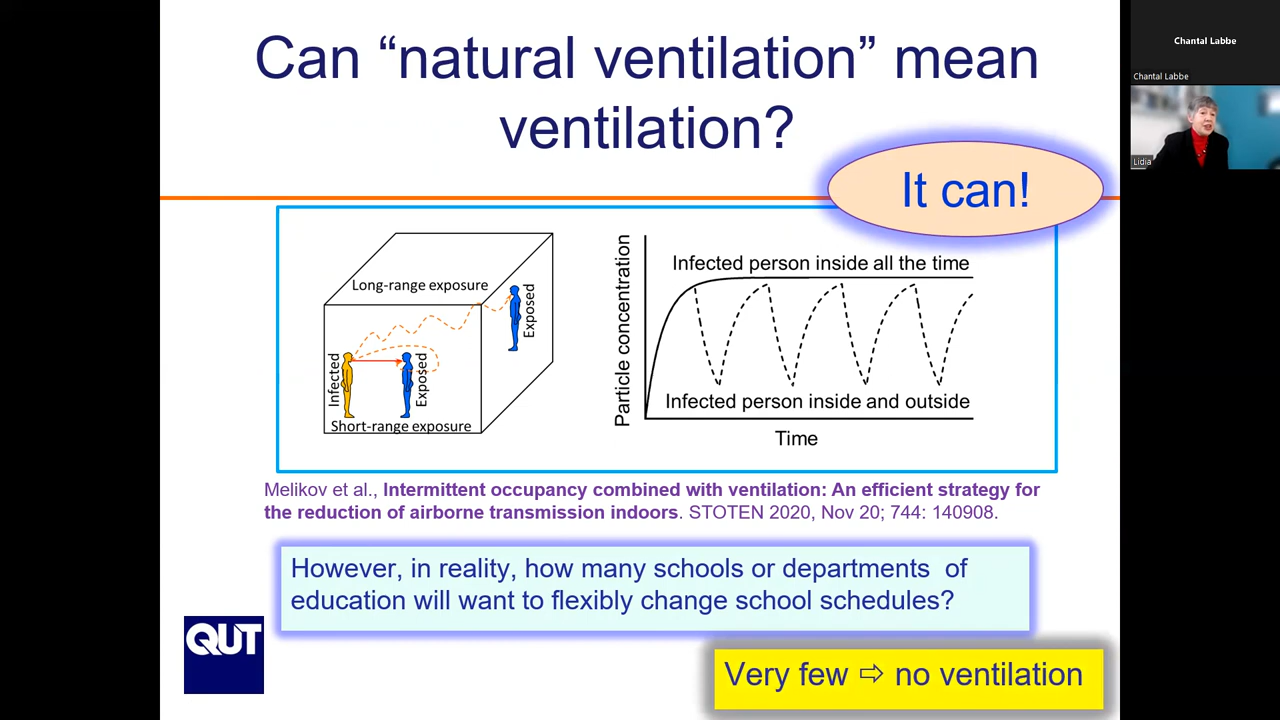 Can “natural ventilation” mean
ventilation?
It can!
Long-range exposure
Exposed
Infected
Exposed
Short-range exposure
Particle concentration
Infected person inside all the time
Infected person inside and outside
Time
Melikov et al., Intermittent occupancy combined with ventilation: An efficient strategy for
the reduction of airborne transmission indoors. STOTEN 2020, Nov 20; 744: 140908.
However, in reality, how many schools or departments of
education will want to flexibly change school schedules?
QUT
Very few ⇨ no ventilation
Chantal Labbe
Chantal Labbe
Lidia